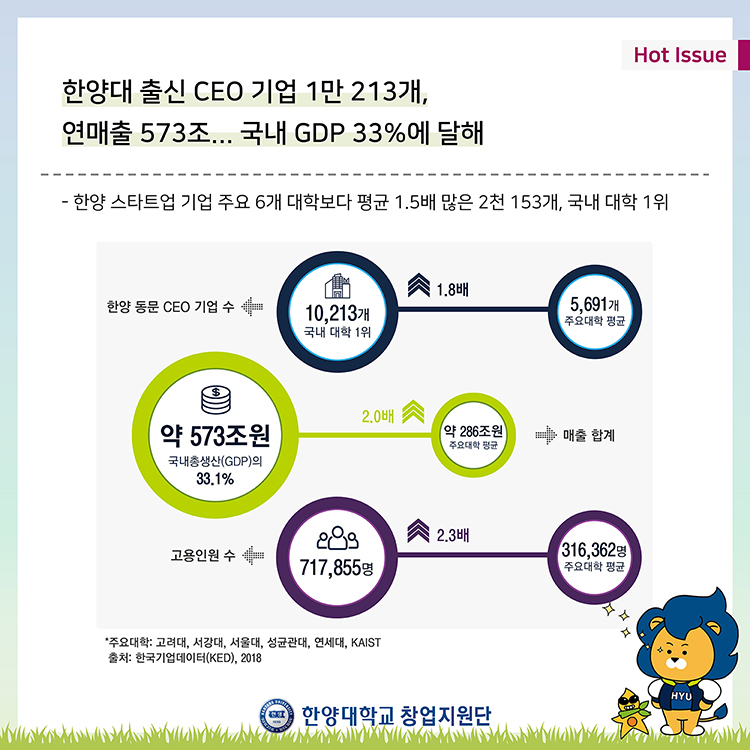 Hot Issue
한양대 출신 CEO 기업 1만 213개,
연매출 573조... 국내 GDP 33%에 달해
- 한양 스타트업 기업 주요 6개 대학보다 평균 1.5배 많은 2천 153개, 국내 대학 1위
한양 동문 CEO 기업 수
10,213개
국내 대학 1위
1.8배
5,691개
주요대학 평균
약 573조원
국내총생산(GDP)의
33.1%
2.0배
약 286조원
주요대학 평균
매출 합계
고용인원 수
717,855명
2.3배
316,362명
주요대학 평균
*주요대학: 고려대, 서강대, 서울대, 성균관대, 연세대, KAIST
출처: 한국기업데이터(KED), 2018
한양대학교 창업지원단
HYU